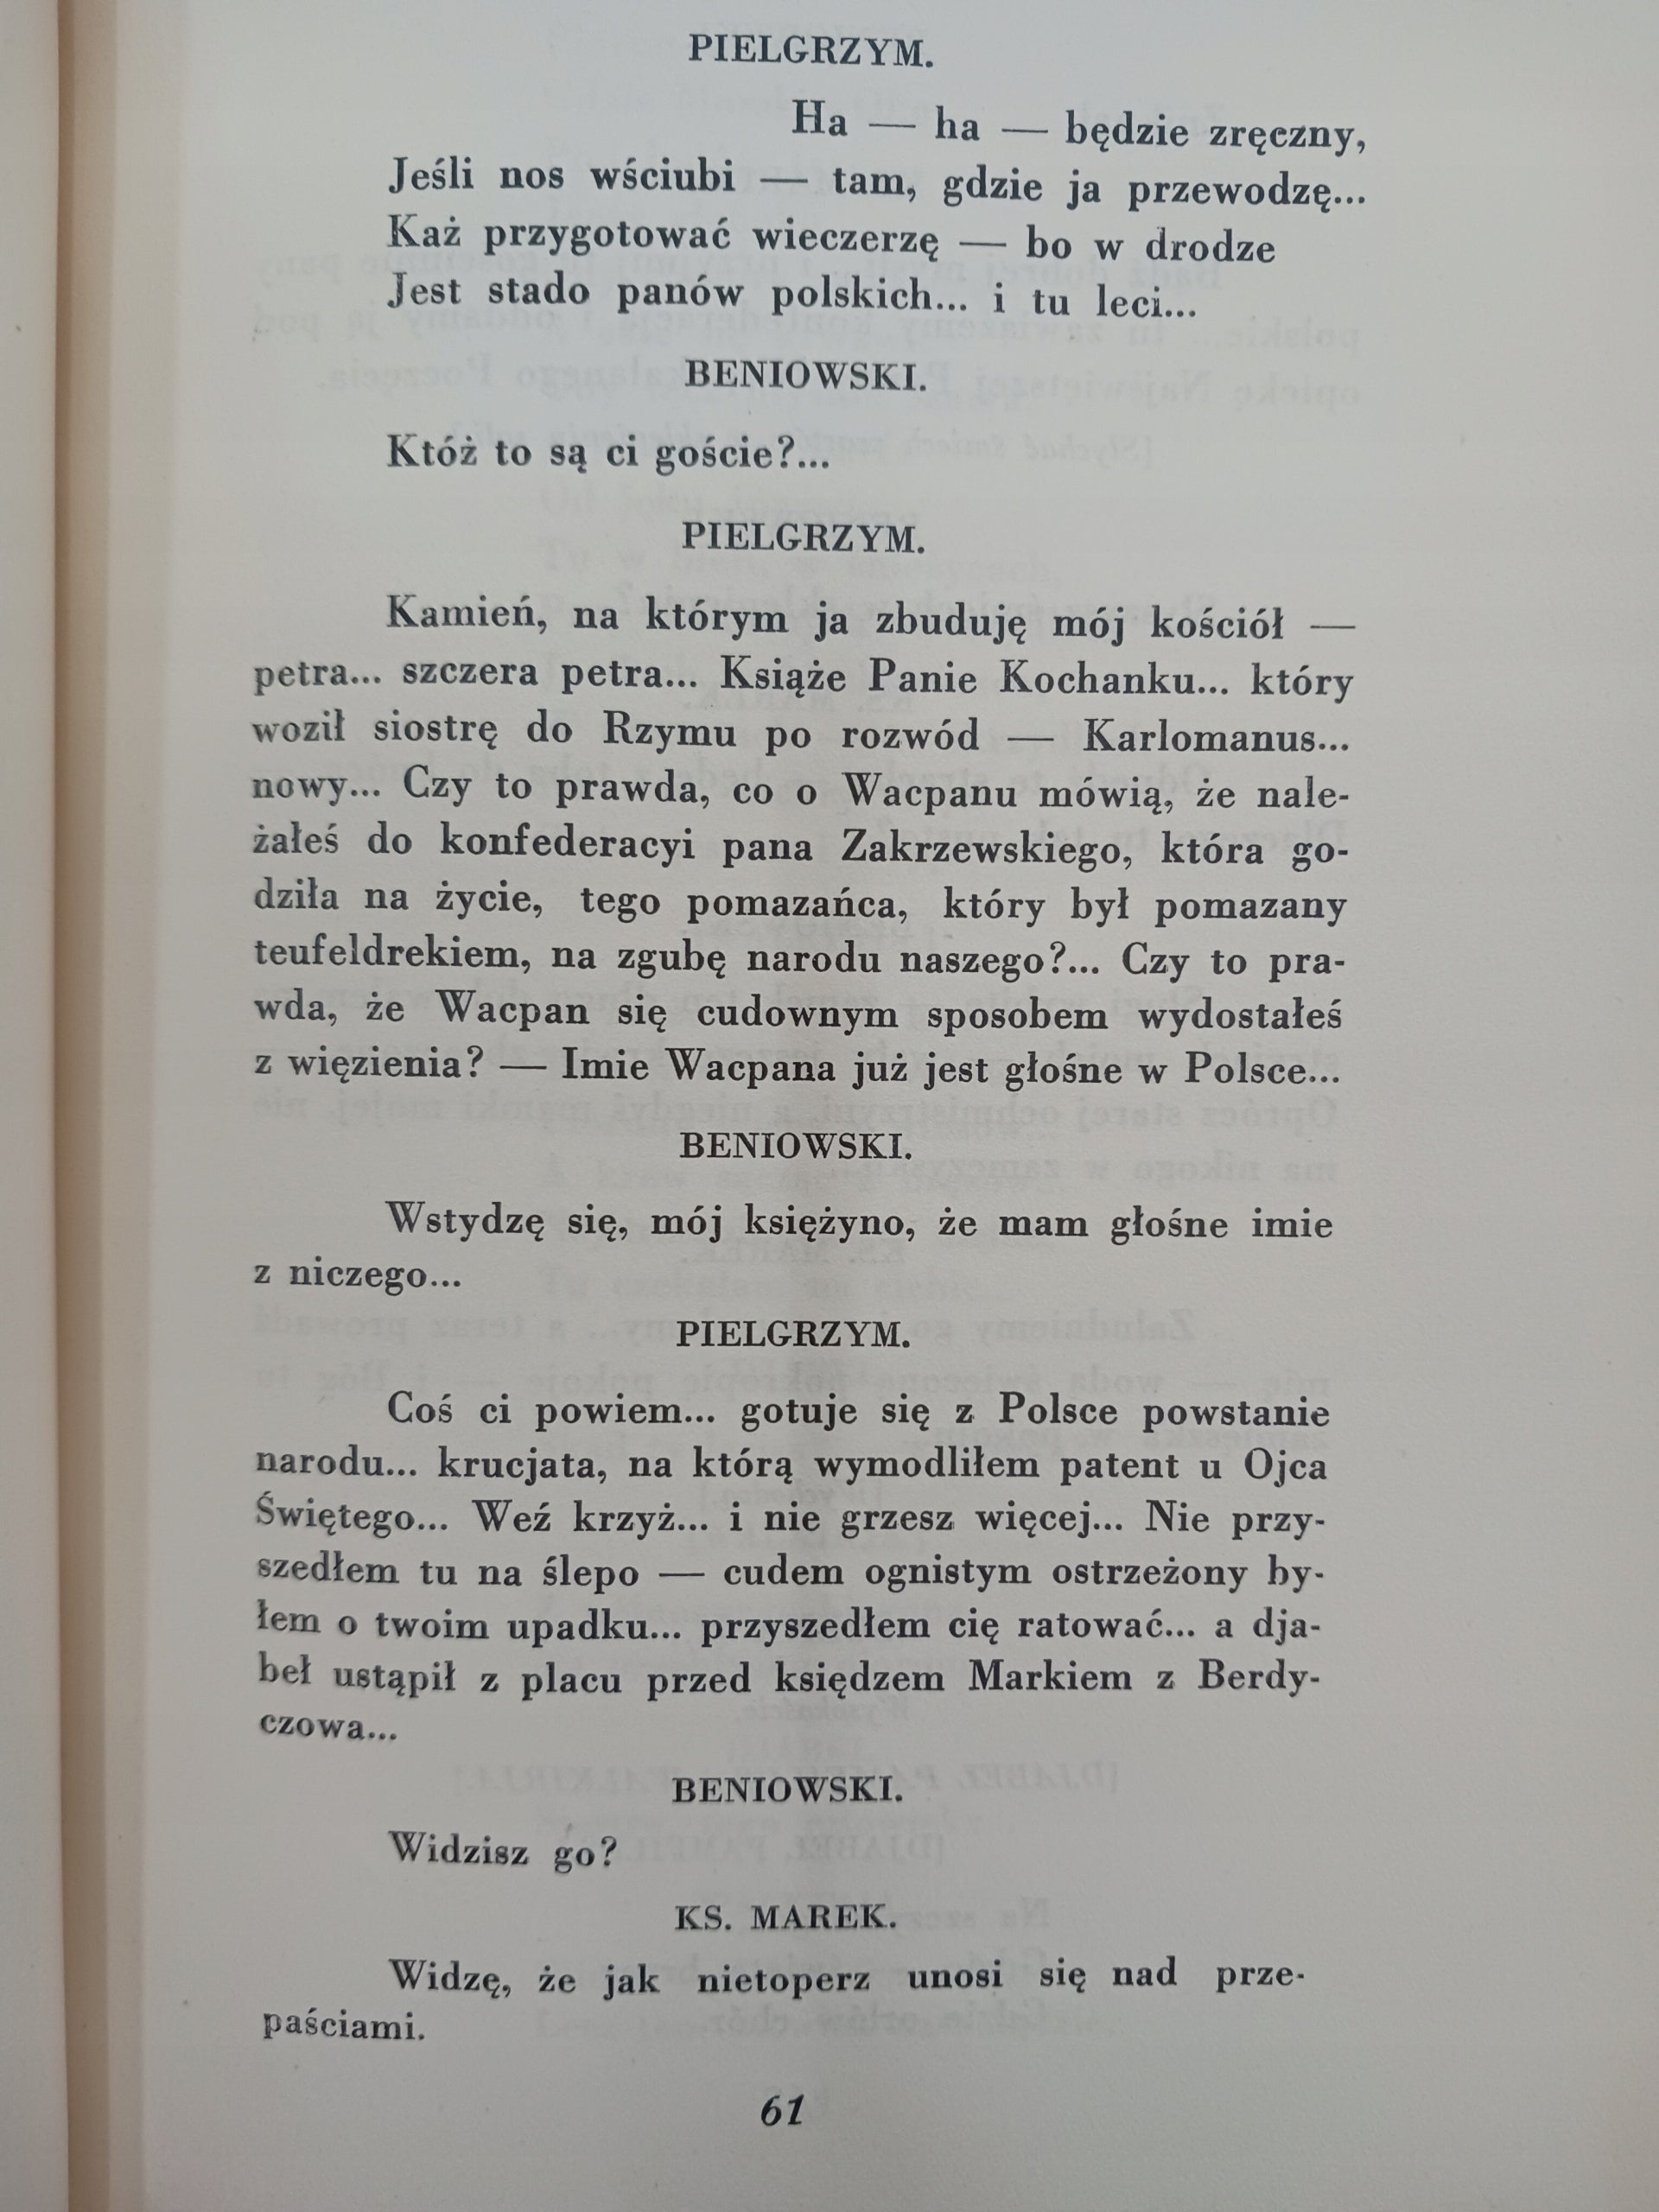 PIELGRZYM.
Ha — ha — będzie zręczny,
Jeśli nos wściubi — tam, gdzie ja przewodzę...
Każ przygotować wieczerzę — bo w drodze
Jest stado panów polskich... i tu leci...
BENIOWSKI.
Któż to są ci goście?...
PIELGRZYM.
Kamień, na którym ja zbuduję mój kościół —
petra... szczera petra... Książe Panie Kochanku... który
woził siostrę do Rzymu po rozwód — Karlomanus...
nowy... Czy to prawda, co o Wacpanu mówią, że nale-
żałeś do konfederacyi pana Zakrzewskiego, która go-
dziła na życie, tego pomazańca, który był pomazany
teufeldrekiem, na zgubę narodu naszego?... Czy to pra-
wda, że Wacpan się cudownym sposobem wydostałeś
z więzienia? — Imie Wacpana już jest głośne w Polsce...
BENIOWSKI.
Wstydzę się, mój księżyno, że mam głośne imie
z niczego...
PIELGRZYM.
Coś ci powiem... gotuje się z Polsce powstanie
narodu... krucjata, na którą wymodliłem patent u Ojca
Świętego... Weź krzyż... i nie grzesz więcej... Nie przy-
szedłem tu na ślepo — cudem ognistym ostrzeżony by-
łem o twoim upadku... przyszedłem cię ratować... a dja-
beł ustąpił z placu przed księdzem Markiem z Berdy-
czowa...
BENIOWSKI.
Widzisz go?
KS. MAREK.
Widzę, że jak nietoperz unosi się nad prze-
paściami.
61